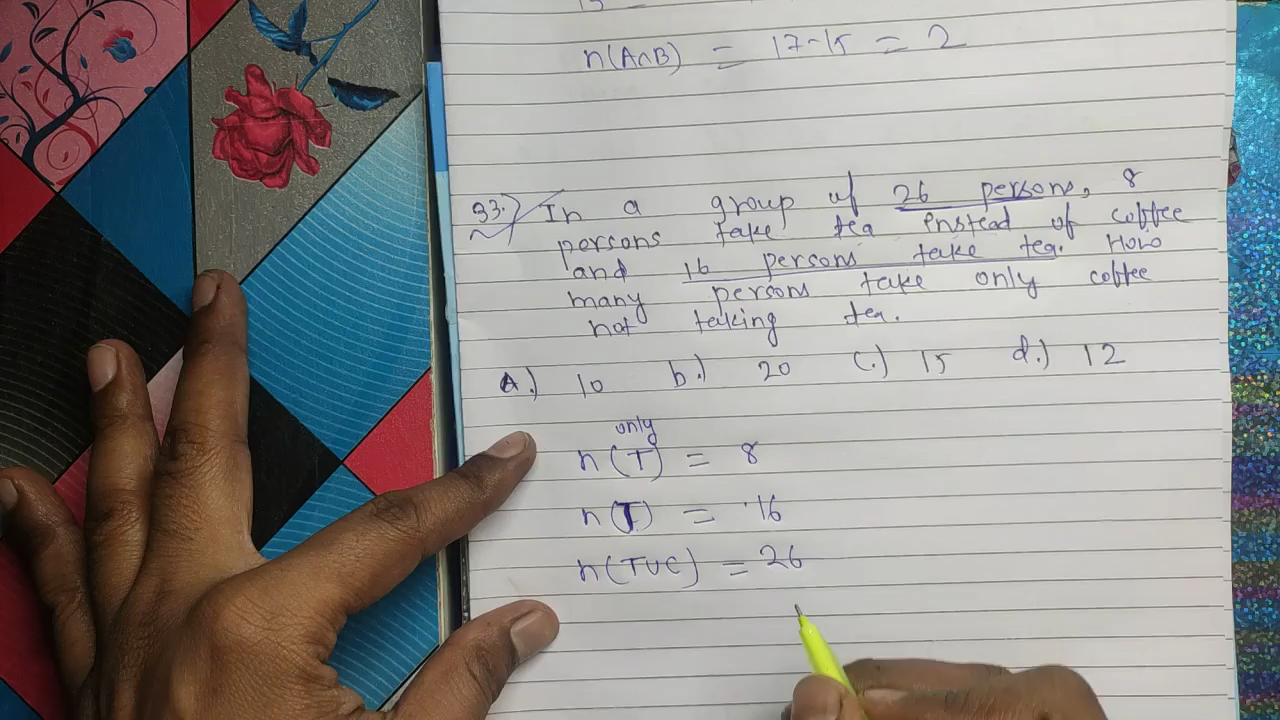 n(A∩B) = 17-15 = 2
33.) In a group of 26 persons, 8
persons take tea instead of coffee
and 16 persons take tea. How
many persons take only coffee
not taking tea.
A.) 10 b.) 20 c.) 15 d.) 12
only
n(T) = 8
n(T) = 16
n(TUC) = 26